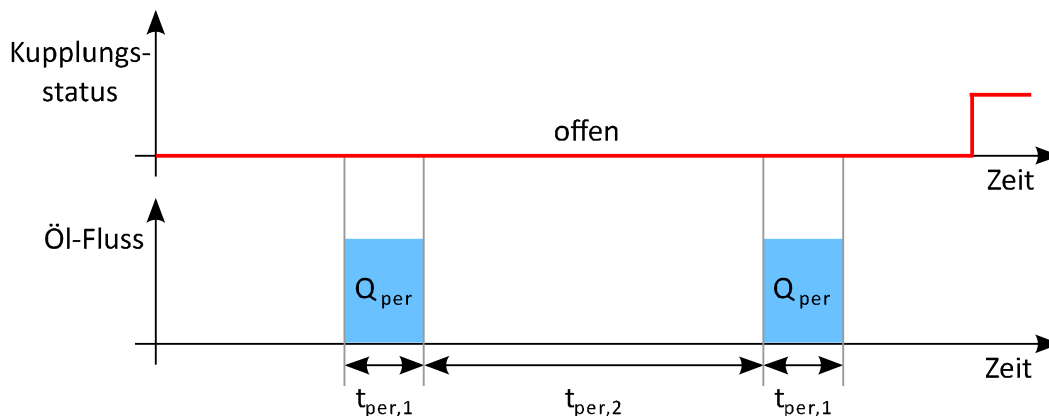 Kupplungs-
status
offen
Zeit
Öl-Fluss
Q per
Q per
Zeit
t per,1
t per,2
t per,1